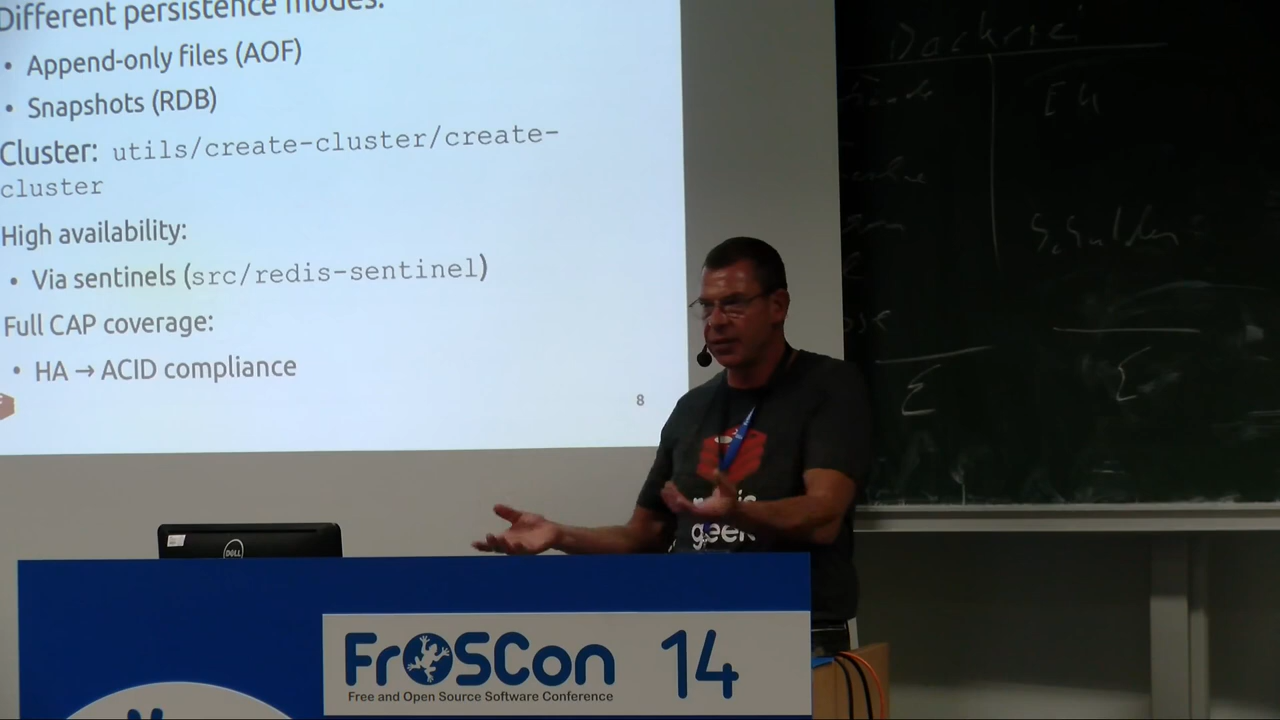 Different persistence modes:
• Append-only files (AOF)
• Snapshots (RDB)
Cluster: utils/create-cluster/create-
cluster
High availability:
• Via sentinels (src/redis-sentinel)
Full CAP coverage:
• HA → ACID compliance
8
EK
Schulden
Σ
Σ
geek
DELL
FrOSCon 14
Free and Open Source Software Conference